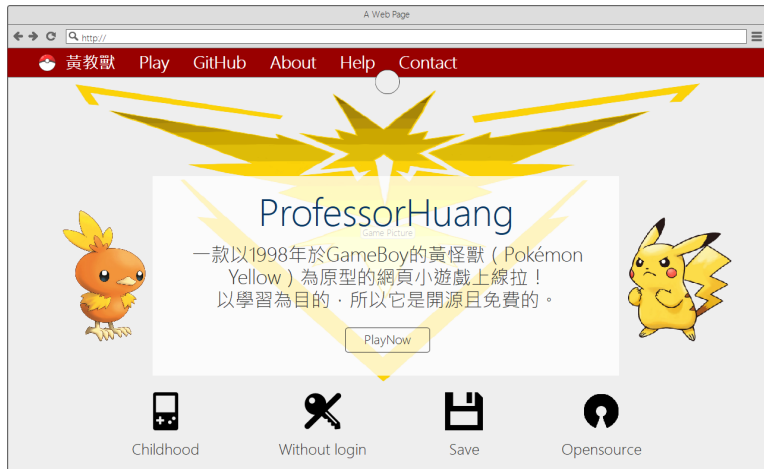 A Web Page
http://
黃教獸 Play GitHub About Help Contact
ProfessorHuang
Game Picture
一款以1998年於GameBoy的黃怪獸（Pokémon
Yellow）為原型的網頁小遊戲上線拉！
以學習為目的，所以它是開源且免費的。
PlayNow
Childhood Without login Save Opensource